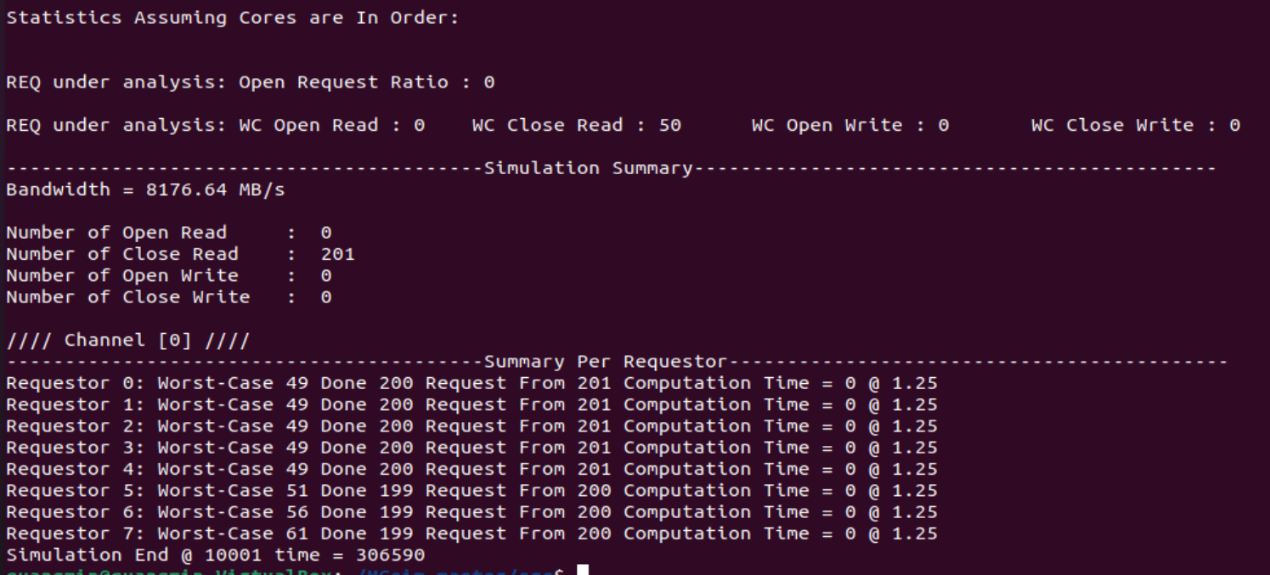 Statistics Assuming Cores are In Order:
REQ under analysis: Open Request Ratio : 0
REQ under analysis: WC Open Read : 0    WC Close Read : 50      WC Open Write : 0       WC Close Write : 0
-----------------------------------------Simulation Summary---------------------------------------------
Bandwidth = 8176.64 MB/s
Number of Open Read     :  0
Number of Close Read    :  201
Number of Open Write    :  0
Number of Close Write   :  0
//// Channel [0] ////
-----------------------------------------Summary Per Requestor-------------------------------------------
Requestor 0: Worst-Case 49 Done 200 Request From 201 Computation Time = 0 @ 1.25
Requestor 1: Worst-Case 49 Done 200 Request From 201 Computation Time = 0 @ 1.25
Requestor 2: Worst-Case 49 Done 200 Request From 201 Computation Time = 0 @ 1.25
Requestor 3: Worst-Case 49 Done 200 Request From 201 Computation Time = 0 @ 1.25
Requestor 4: Worst-Case 49 Done 200 Request From 201 Computation Time = 0 @ 1.25
Requestor 5: Worst-Case 51 Done 199 Request From 200 Computation Time = 0 @ 1.25
Requestor 6: Worst-Case 56 Done 199 Request From 200 Computation Time = 0 @ 1.25
Requestor 7: Worst-Case 61 Done 199 Request From 200 Computation Time = 0 @ 1.25
Simulation End @ 10001 time = 306590